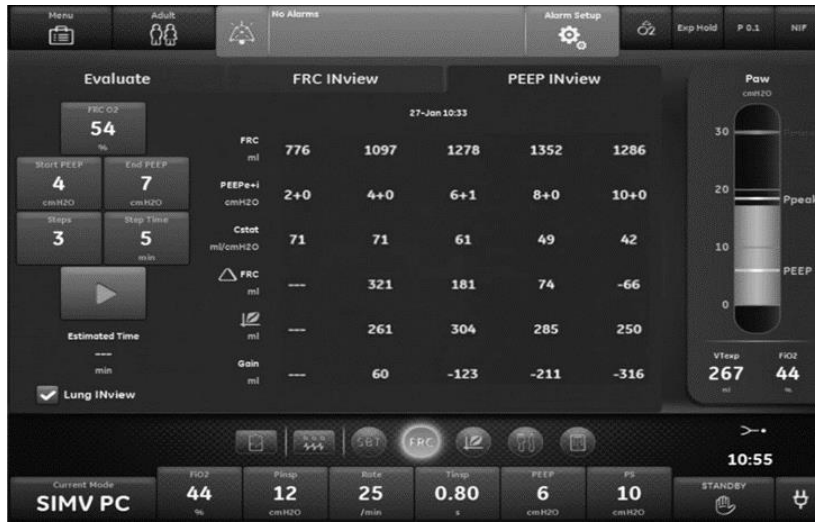 Menu
Adult
No Alarms
Alarm Setup
O2
Exp Hold
P 0.1
NIF
Evaluate
FRC INview
PEEP INview
27-Jan 10:33
FRC O2
54
%
Start PEEP
4
cmH2O
End PEEP
7
cmH2O
Steps
3
Step Time
5
min
Estimated Time
---
min
Lung INview
FRC ml 776 1097 1278 1352 1286
PEEPe+i cmH2O 2+0 4+0 6+1 8+0 10+0
Cstat ml/cmH2O 71 71 61 49 42
FRC ml --- 321 181 74 -66
ml --- 261 304 285 250
Gain ml --- 60 -123 -211 -316
Paw
cmH2O
30
20
10
0
Ppeak
PEEP
VTexp
267
ml
FiO2
44
%
SBT
FRC
10:55
Current Mode
SIMV PC
FiO2
44
%
Pinsp
12
cmH2O
Rate
25
/min
Tinsp
0.80
s
PEEP
6
cmH2O
PS
10
cmH2O
STANDBY